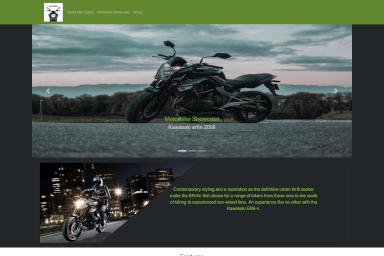 Motorbike Space Motorbike Showcase About
Motorbike Showcase
Kawasaki er6n 2008
Contemporary styling and a reputation as the definitive urban thrill seeker
make the ER-6n first choice for a range of bikers from those new to the world
of biking to experienced two-wheel fans. An experience like no other with the
Kawasaki ER6-n.